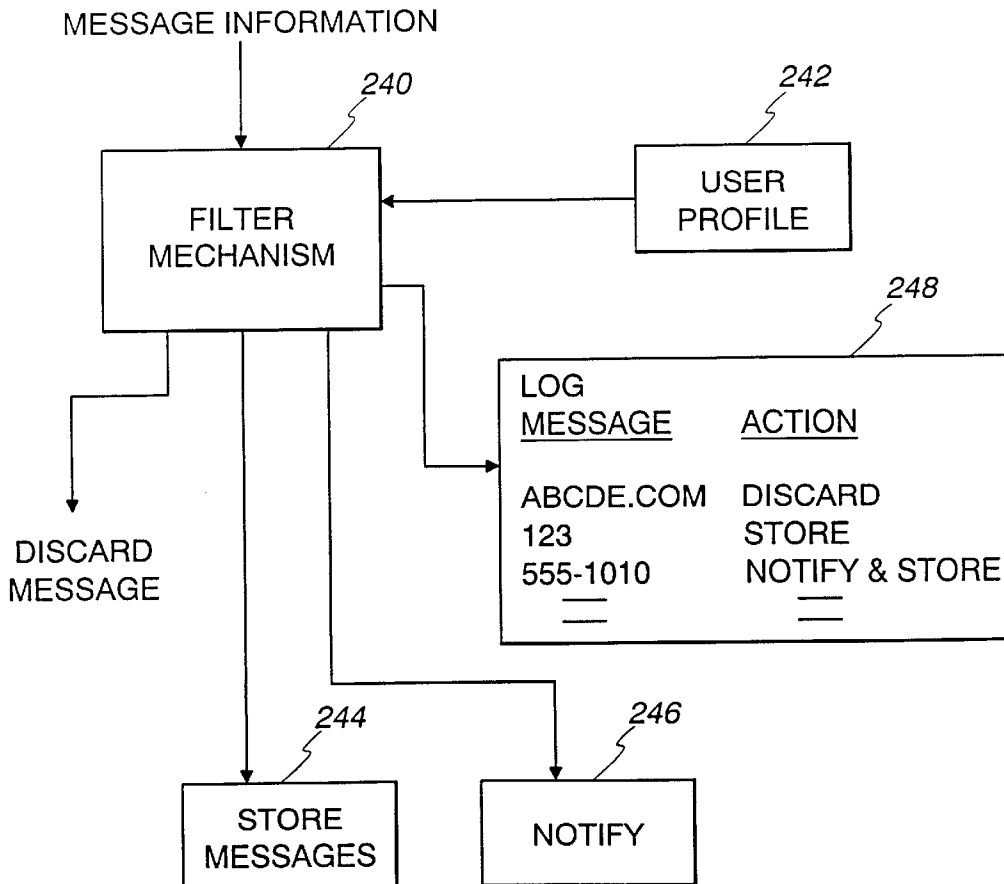 MESSAGE INFORMATION
240
242
FILTER
MECHANISM
USER
PROFILE
248
LOG
MESSAGE ACTION
ABCDE.COM DISCARD
123 STORE
555-1010 NOTIFY & STORE
DISCARD
MESSAGE
244
246
STORE
MESSAGES
NOTIFY